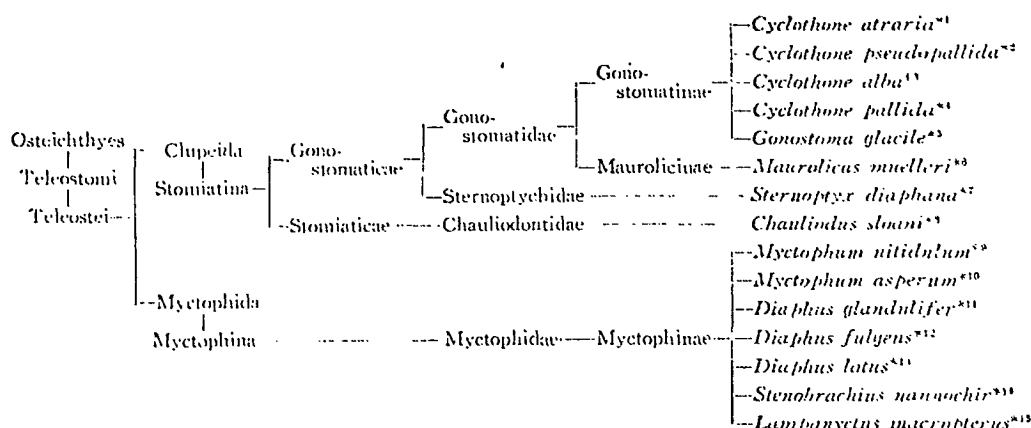 Cyclothone atraria*1
Cyclothone pseudopallida*2
Gono-
stomatinae
Cyclothone alba*3
Cyclothone pallida*4
Gono-
stomatidae
Gonostoma glacile*5
Osteichthyes
Clupeida
Gono-
stomaticae
Maurolicinae
Maurolicus muelleri*6
Teleostomi
Stomiatina
Sternoptychidae
Sternoptyx diaphana*7
Teleostei
Stomiaticae
Chauliodontidae
Chauliodus sloani*8
Myctophum nitidulum*9
Myctophum asperum*10
Myctophida
Diaphus glandulifer*11
Myctophina
Myctophidae
Myctophinae
Diaphus fulgens*12
Diaphus latus*13
Stenobrachius nannochir*14
Lampanyctus macropterus*15